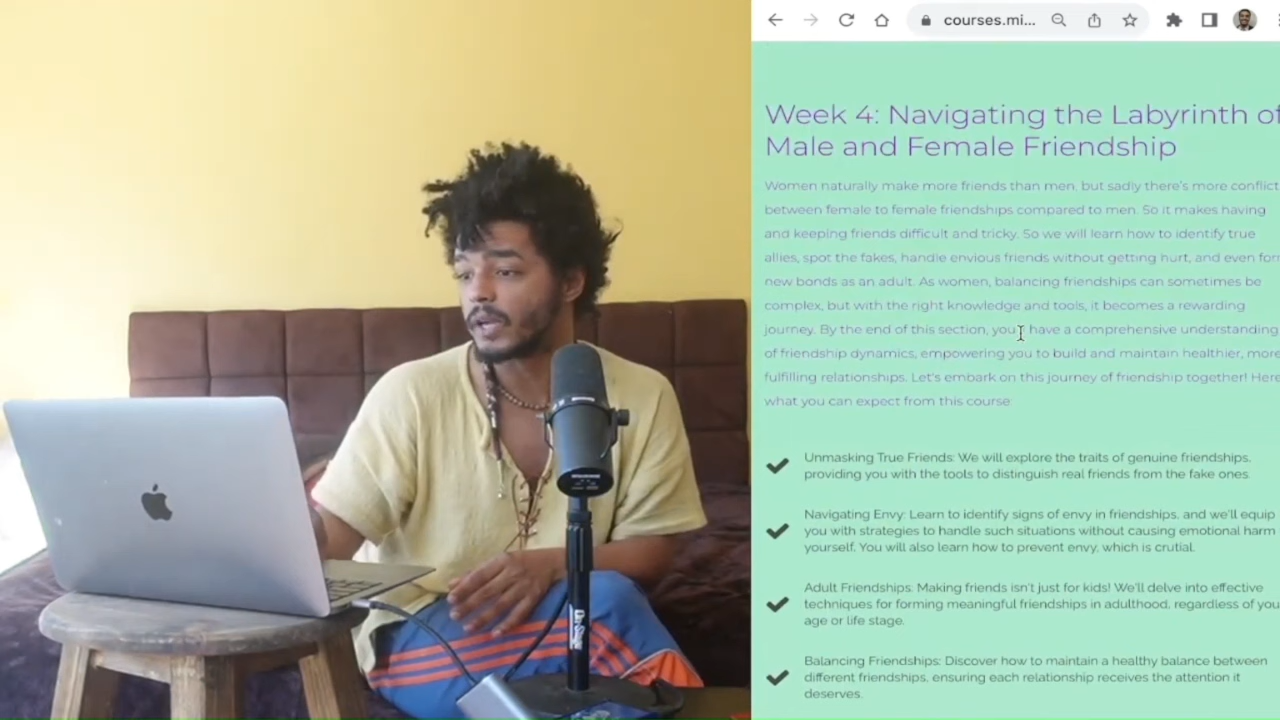 courses.mi...
Week 4: Navigating the Labyrinth of
Male and Female Friendship
Women naturally make more friends than men, but sadly there's more conflict
between female to female friendships compared to men. So it makes having
and keeping friends difficult and tricky. So we will learn how to identify true
allies, spot the fakes, handle envious friends without getting hurt, and even for
new bonds as an adult. As women, balancing friendships can sometimes be
complex, but with the right knowledge and tools, it becomes a rewarding
journey. By the end of this section, you have a comprehensive understanding
of friendship dynamics, empowering you to build and maintain healthier, more
fulfilling relationships. Let's embark on this journey of friendship together! Here
what you can expect from this course:
Unmasking True Friends: We will explore the traits of genuine friendships,
providing you with the tools to distinguish real friends from the fake ones.
Navigating Envy: Learn to identify signs of envy in friendships, and we'll equip
you with strategies to handle such situations without causing emotional harm
yourself. You will also learn how to prevent envy, which is crutial.
Adult Friendships: Making friends isn't just for kids! We'll delve into effective
techniques for forming meaningful friendships in adulthood, regardless of you
age or life stage.
Balancing Friendships: Discover how to maintain a healthy balance between
different friendships, ensuring each relationship receives the attention it
deserves.